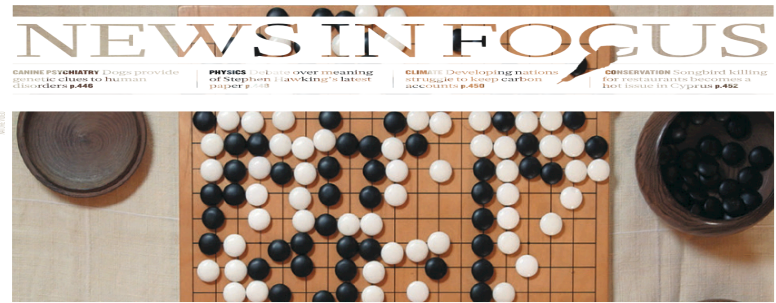 NEWS IN FOCUS
CANINE PSYCHIATRY Dogs provide
genetic clues to human
disorders p.446
PHYSICS Debate over meaning
of Stephen Hawking's latest
paper p
CLIMATE Developing nations
struggle to keep carbon
accounts p.450
CONSERVATION Songbird killing
for restaurants becomes a
hot issue in Cyprus p.452